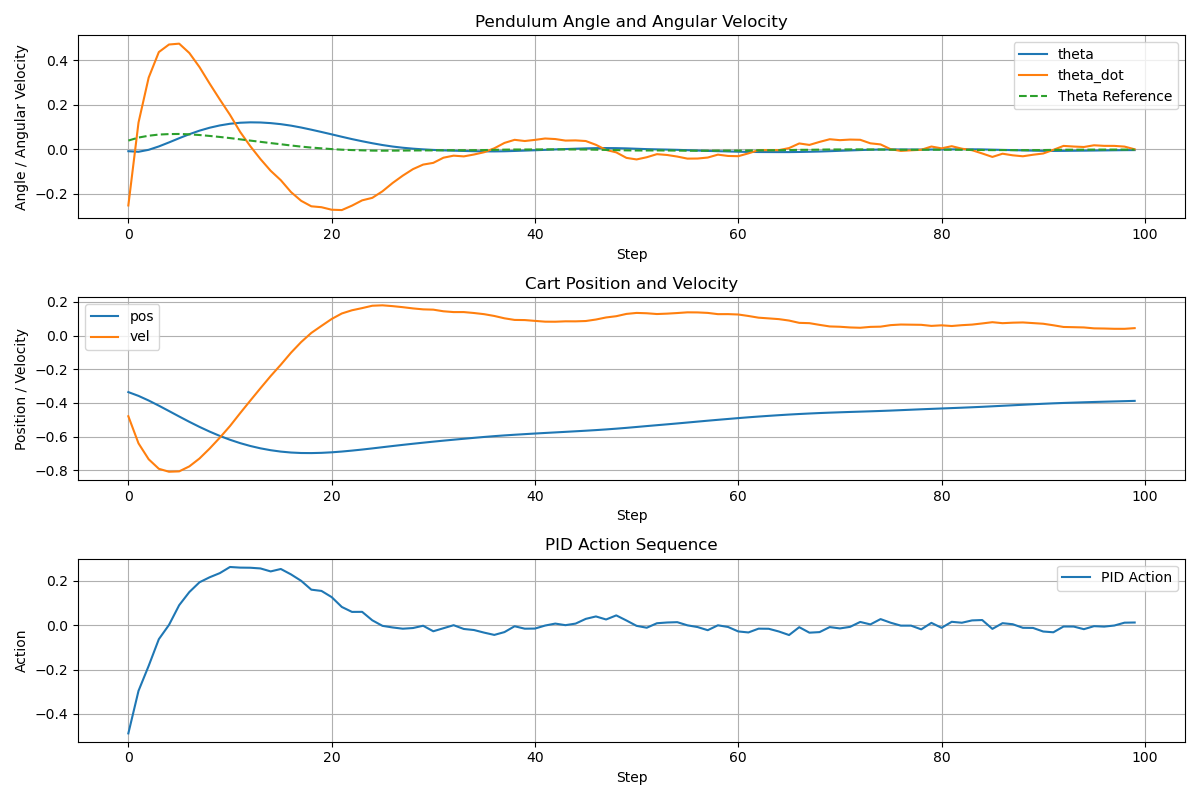 Pendulum Angle and Angular Velocity
Angle / Angular Velocity
0.4
0.2
0.0
−0.2
theta
theta_dot
Theta Reference
0 20 40 60 80 100
Step
Cart Position and Velocity
Position / Velocity
0.2
0.0
−0.2
−0.4
−0.6
−0.8
pos
vel
0 20 40 60 80 100
Step
PID Action Sequence
Action
0.2
0.0
−0.2
−0.4
PID Action
0 20 40 60 80 100
Step